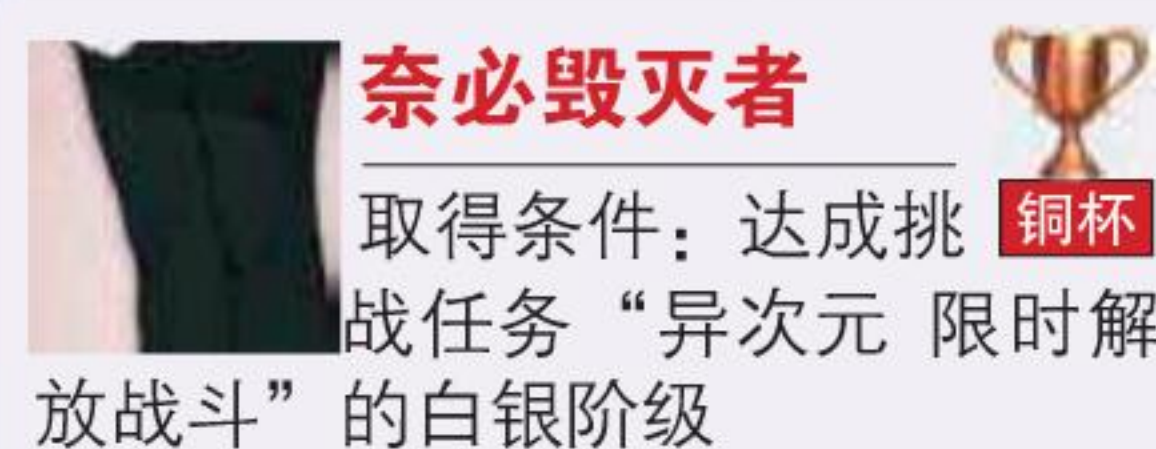 奈必毁灭者
取得条件：达成挑
铜杯
战任务“异次元 限时解
放战斗”的白银阶级